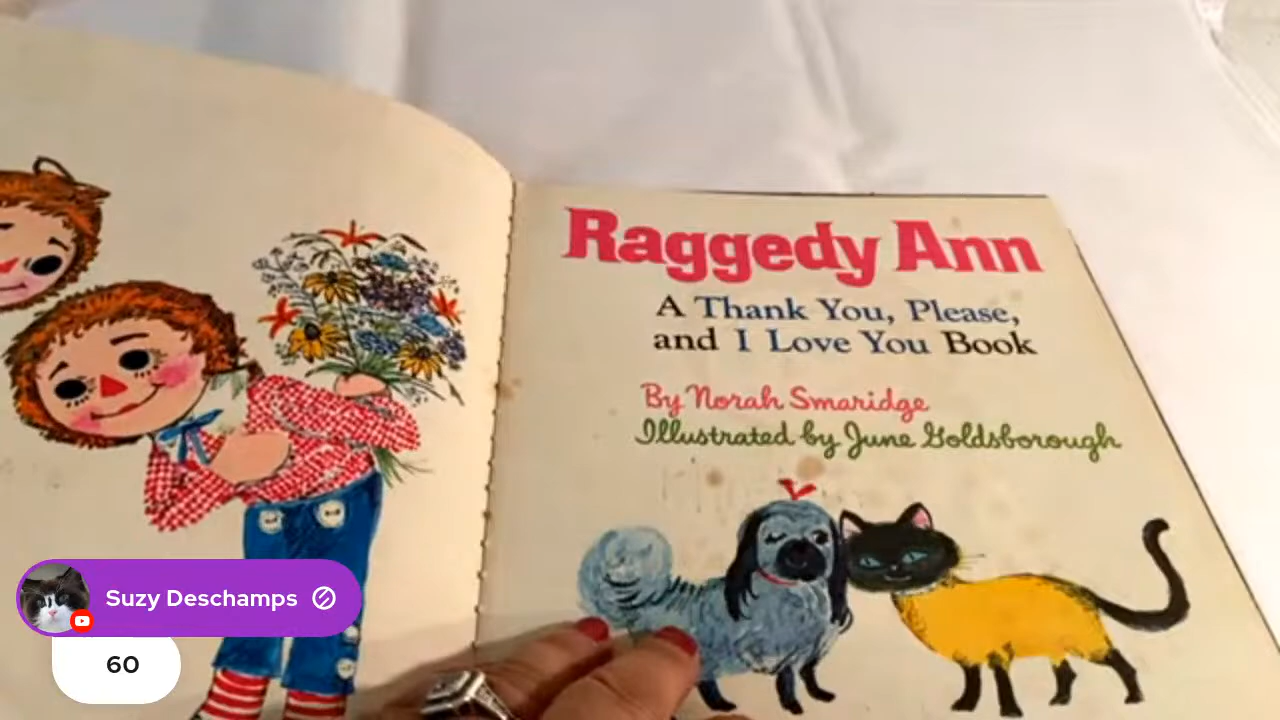 Raggedy Ann
A Thank You, Please,
and I Love You Book
By Norah Smaridge
Illustrated by June Goldsborough
Suzy Deschamps
60